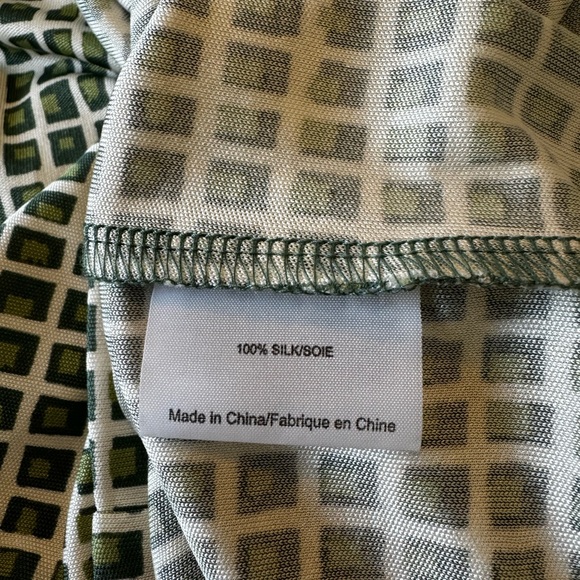 100% SILK/SOIE
Made in China/Fabrique en Chine